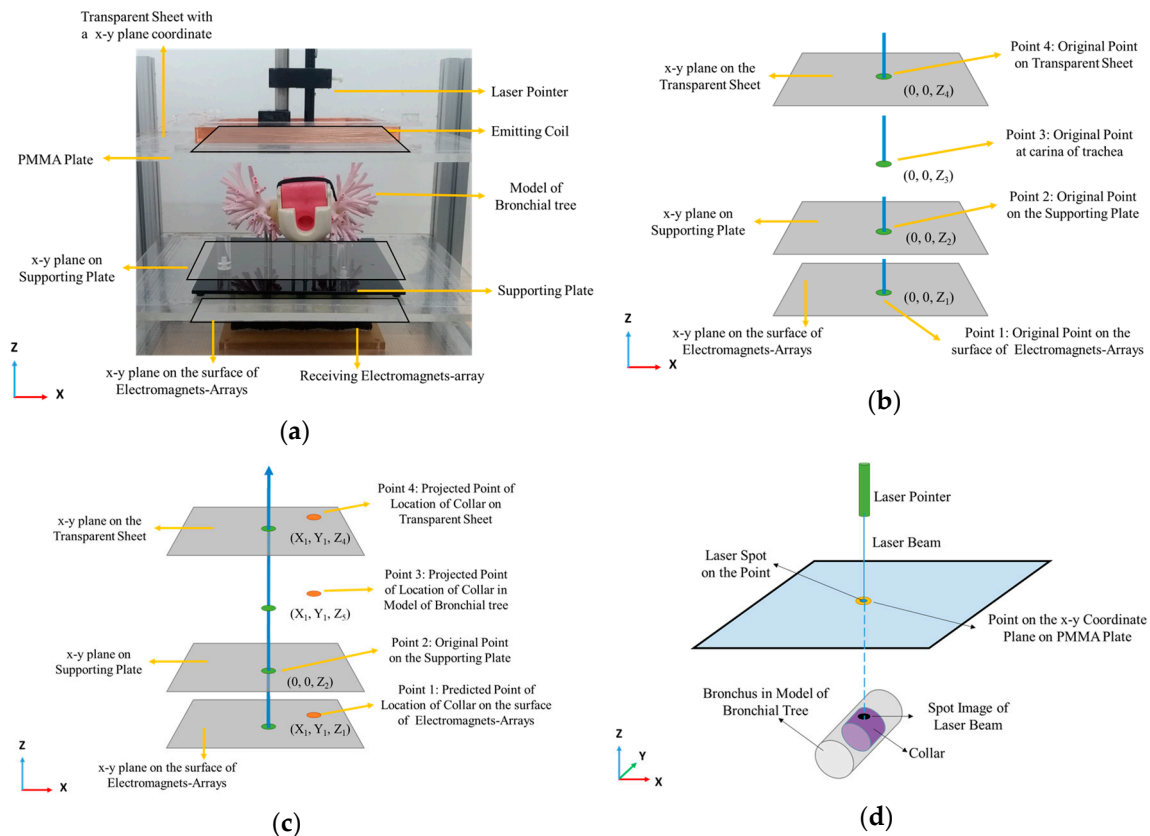 Transparent Sheet with
a x-y plane coordinate
Laser Pointer
Emitting Coil
PMMA Plate
Model of
Bronchial tree
x-y plane on
Supporting Plate
Supporting Plate
x-y plane on the surface of
Electromagnets-Arrays
Receiving Electromagnets-array
Z
X
(a)
Point 4: Original Point
on Transparent Sheet
x-y plane on the
Transparent Sheet
(0, 0, Z4)
Point 3: Original Point
at carina of trachea
(0, 0, Z3)
Point 2: Original Point
on the Supporting Plate
x-y plane on
Supporting Plate
(0, 0, Z2)
(0, 0, Z1)
x-y plane on the surface of
Electromagnets-Arrays
Point 1: Original Point on the
surface of Electromagnets-Arrays
Z
X
(b)
Point 4: Projected Point of
Location of Collar on
Transparent Sheet
x-y plane on the
Transparent Sheet
(X1, Y1, Z4)
Point 3: Projected Point
of Location of Collar in
Model of Bronchial tree
(X1, Y1, Z5)
Point 2: Original Point
on the Supporting Plate
x-y plane on
Supporting Plate
(0, 0, Z2)
Point 1: Predicted Point of
Location of Collar on the surface
of Electromagnets-Arrays
(X1, Y1, Z1)
x-y plane on the surface of
Electromagnets-Arrays
Z
X
(c)
Laser Pointer
Laser Beam
Laser Spot
on the Point
Point on the x-y Coordinate
Plane on PMMA Plate
Bronchus in Model of
Bronchial Tree
Spot Image of
Laser Beam
Collar
Z
Y
X
(d)